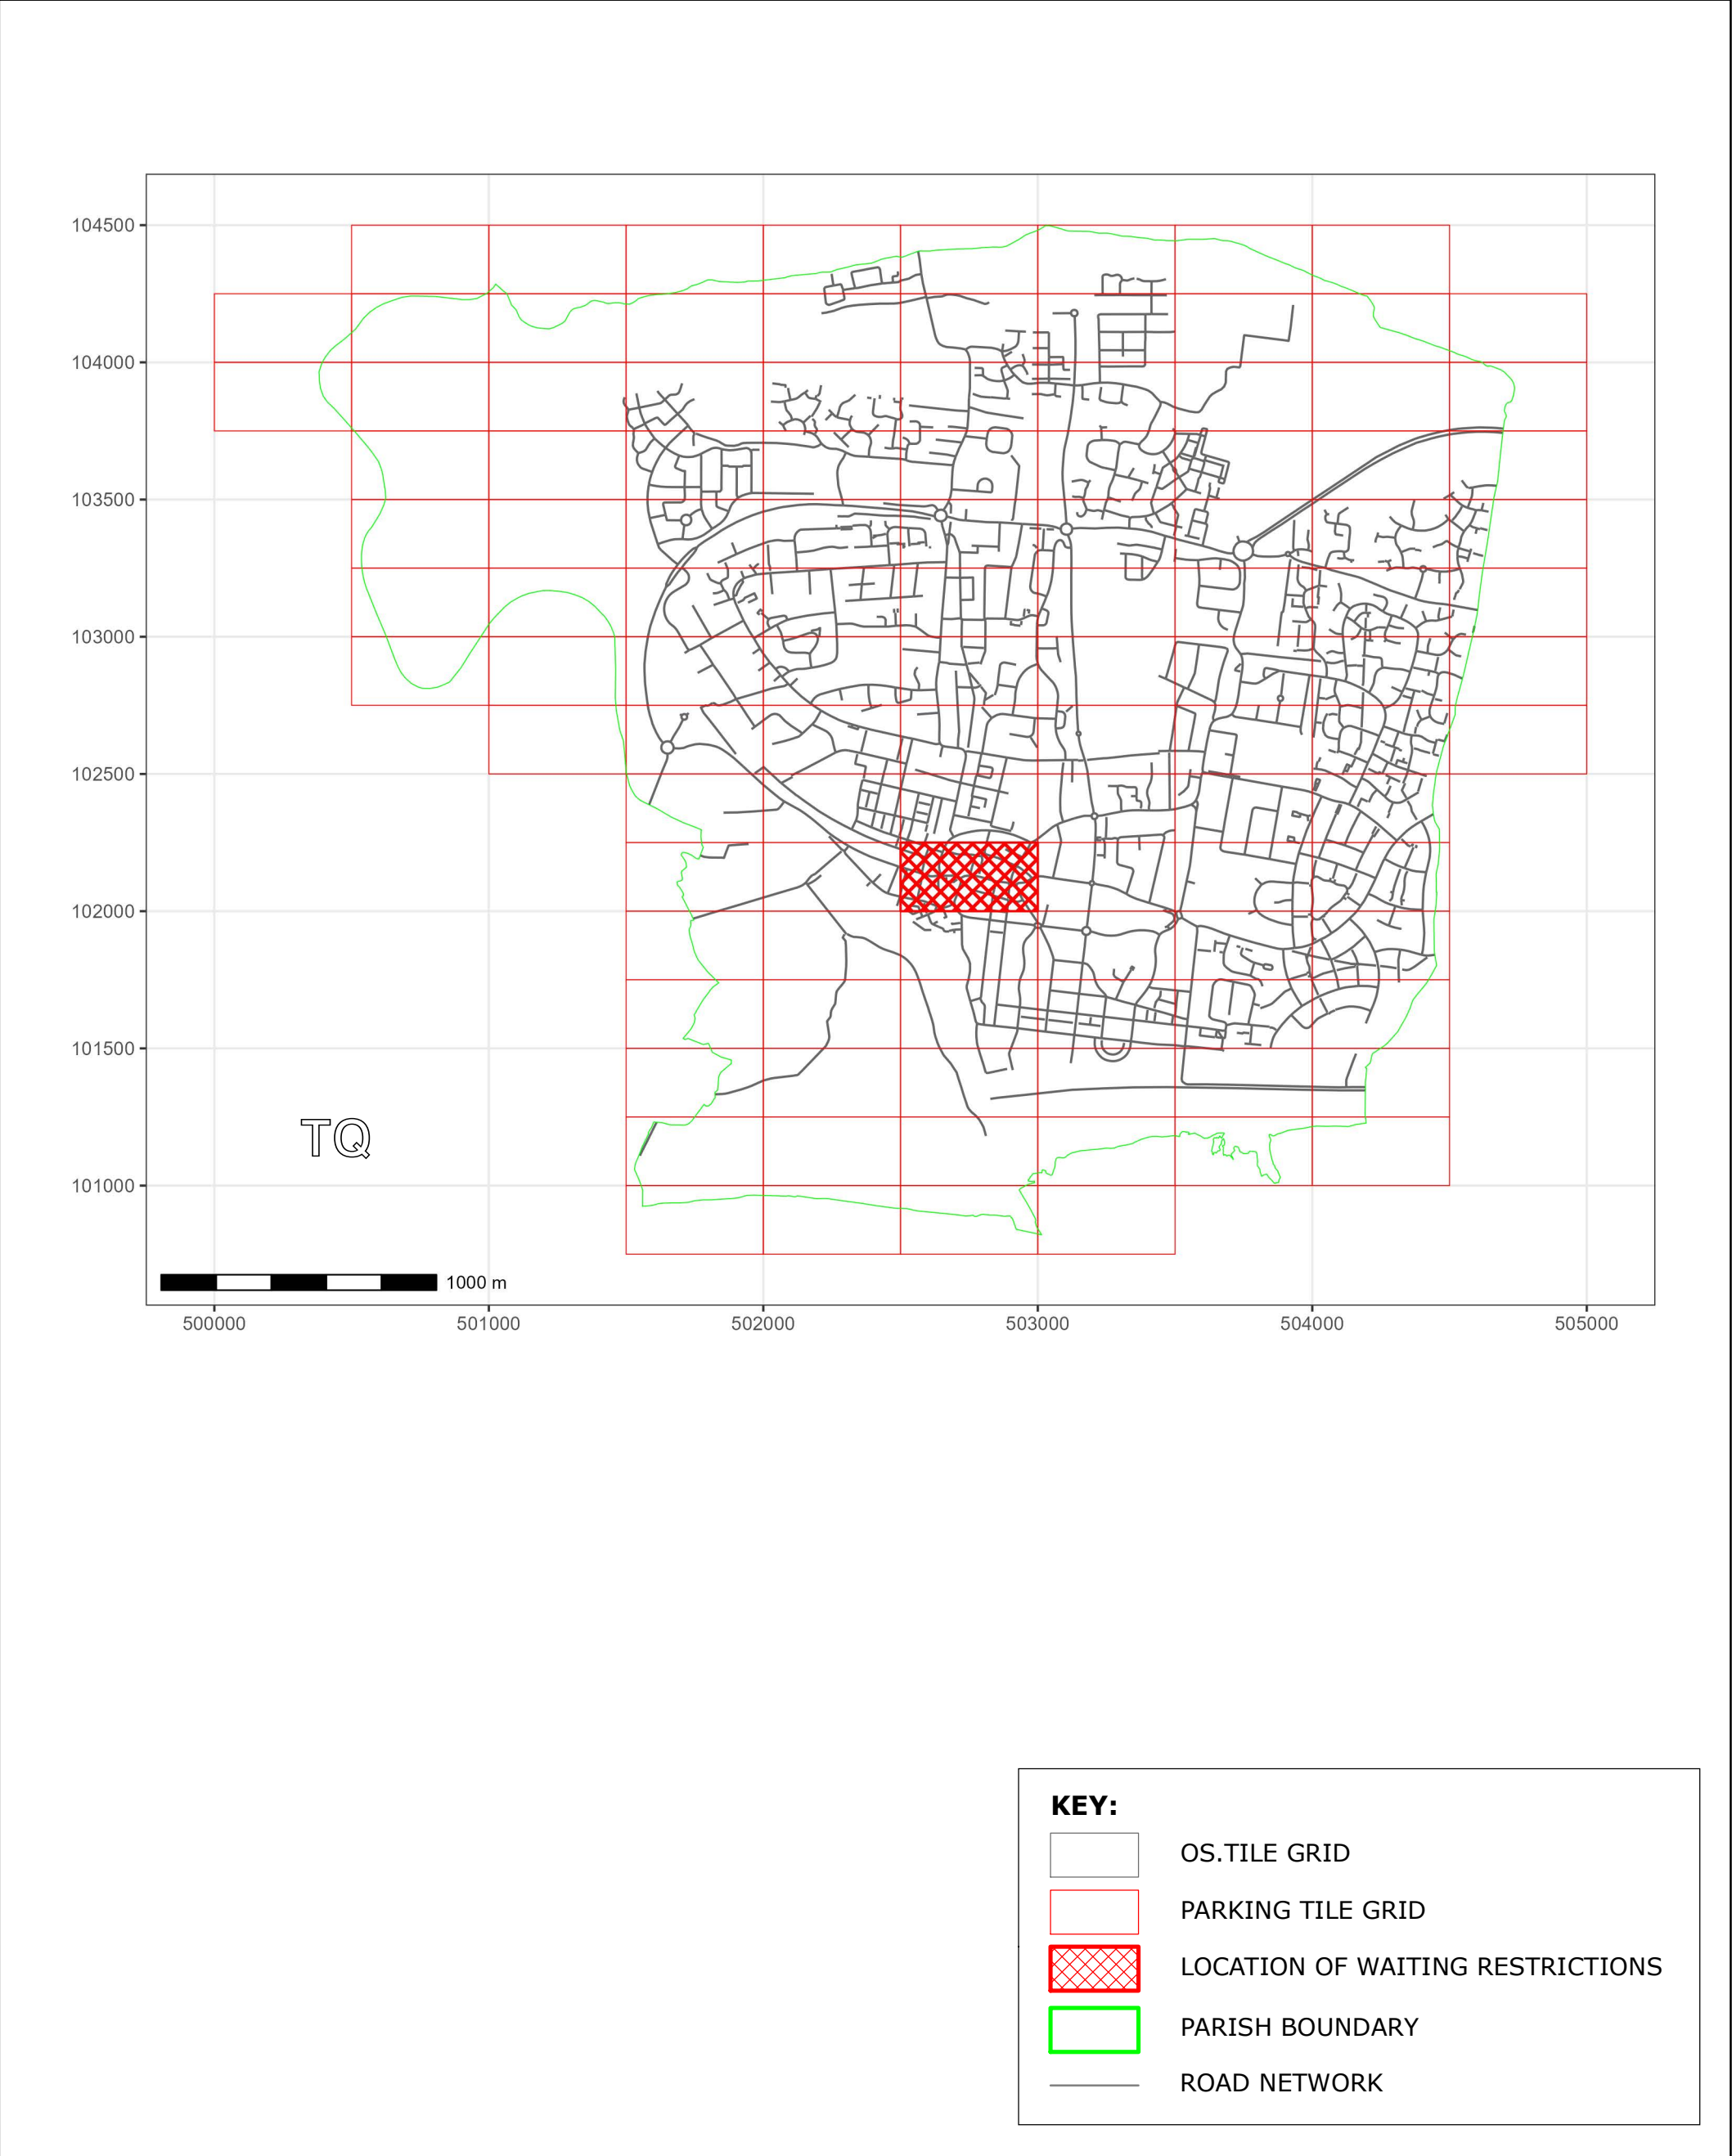 104500
104000
103500
103000
102500
102000
101500
101000
TQ
1000 m
500000 501000 502000 503000 504000 505000
KEY:
OS.TILE GRID
PARKING TILE GRID
LOCATION OF WAITING RESTRICTIONS
PARISH BOUNDARY
ROAD NETWORK